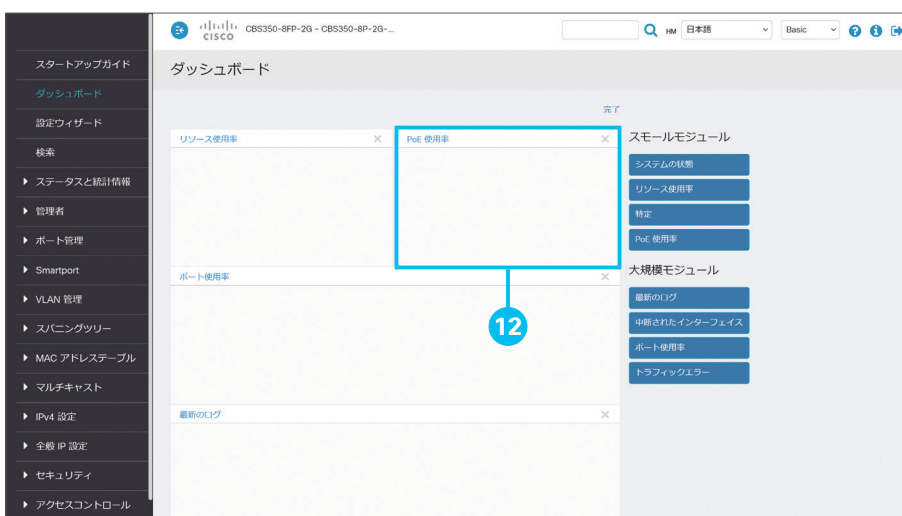 cisco
CBS350-8FP-2G - CBS350-8P-2G-...
HM
日本語
Basic
スタートアップガイド
ダッシュボード
設定ウィザード
検索
ステータスと統計情報
管理者
ポート管理
Smartport
VLAN 管理
スパニングツリー
MAC アドレステーブル
マルチキャスト
IPv4 設定
全般 IP 設定
セキュリティ
アクセスコントロール
ダッシュボード
完了
リソース使用率
PoE 使用率
ポート使用率
12
最新のログ
スモールモジュール
システムの状態
リソース使用率
特定
PoE 使用率
大規模モジュール
最新のログ
中断されたインターフェイス
ポート使用率
トラフィックエラー